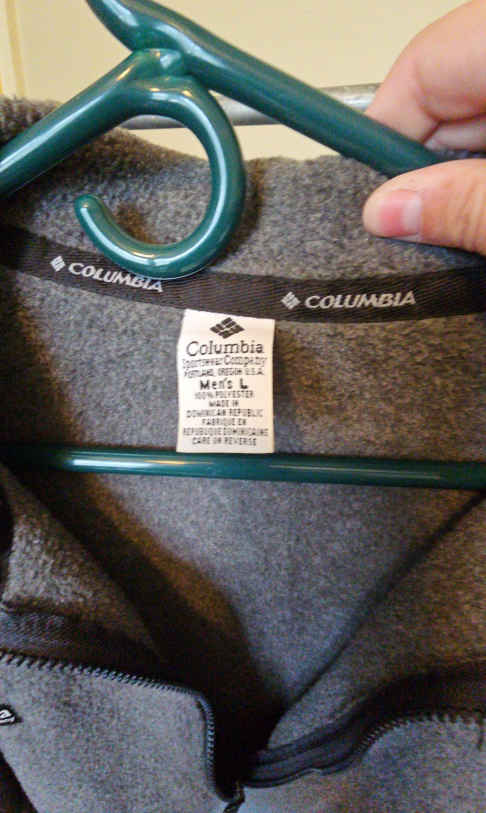 COLUMBIA
COLUMBIA
Columbia
Sportswear Company
PORTLAND, OREGON U.S.A.
Men's L
100% POLYESTER
MADE IN
DOMINICAN REPUBLIC
FABRIQUE EN
REPUBLIQUE DOMINICAINE
CARE ON REVERSE